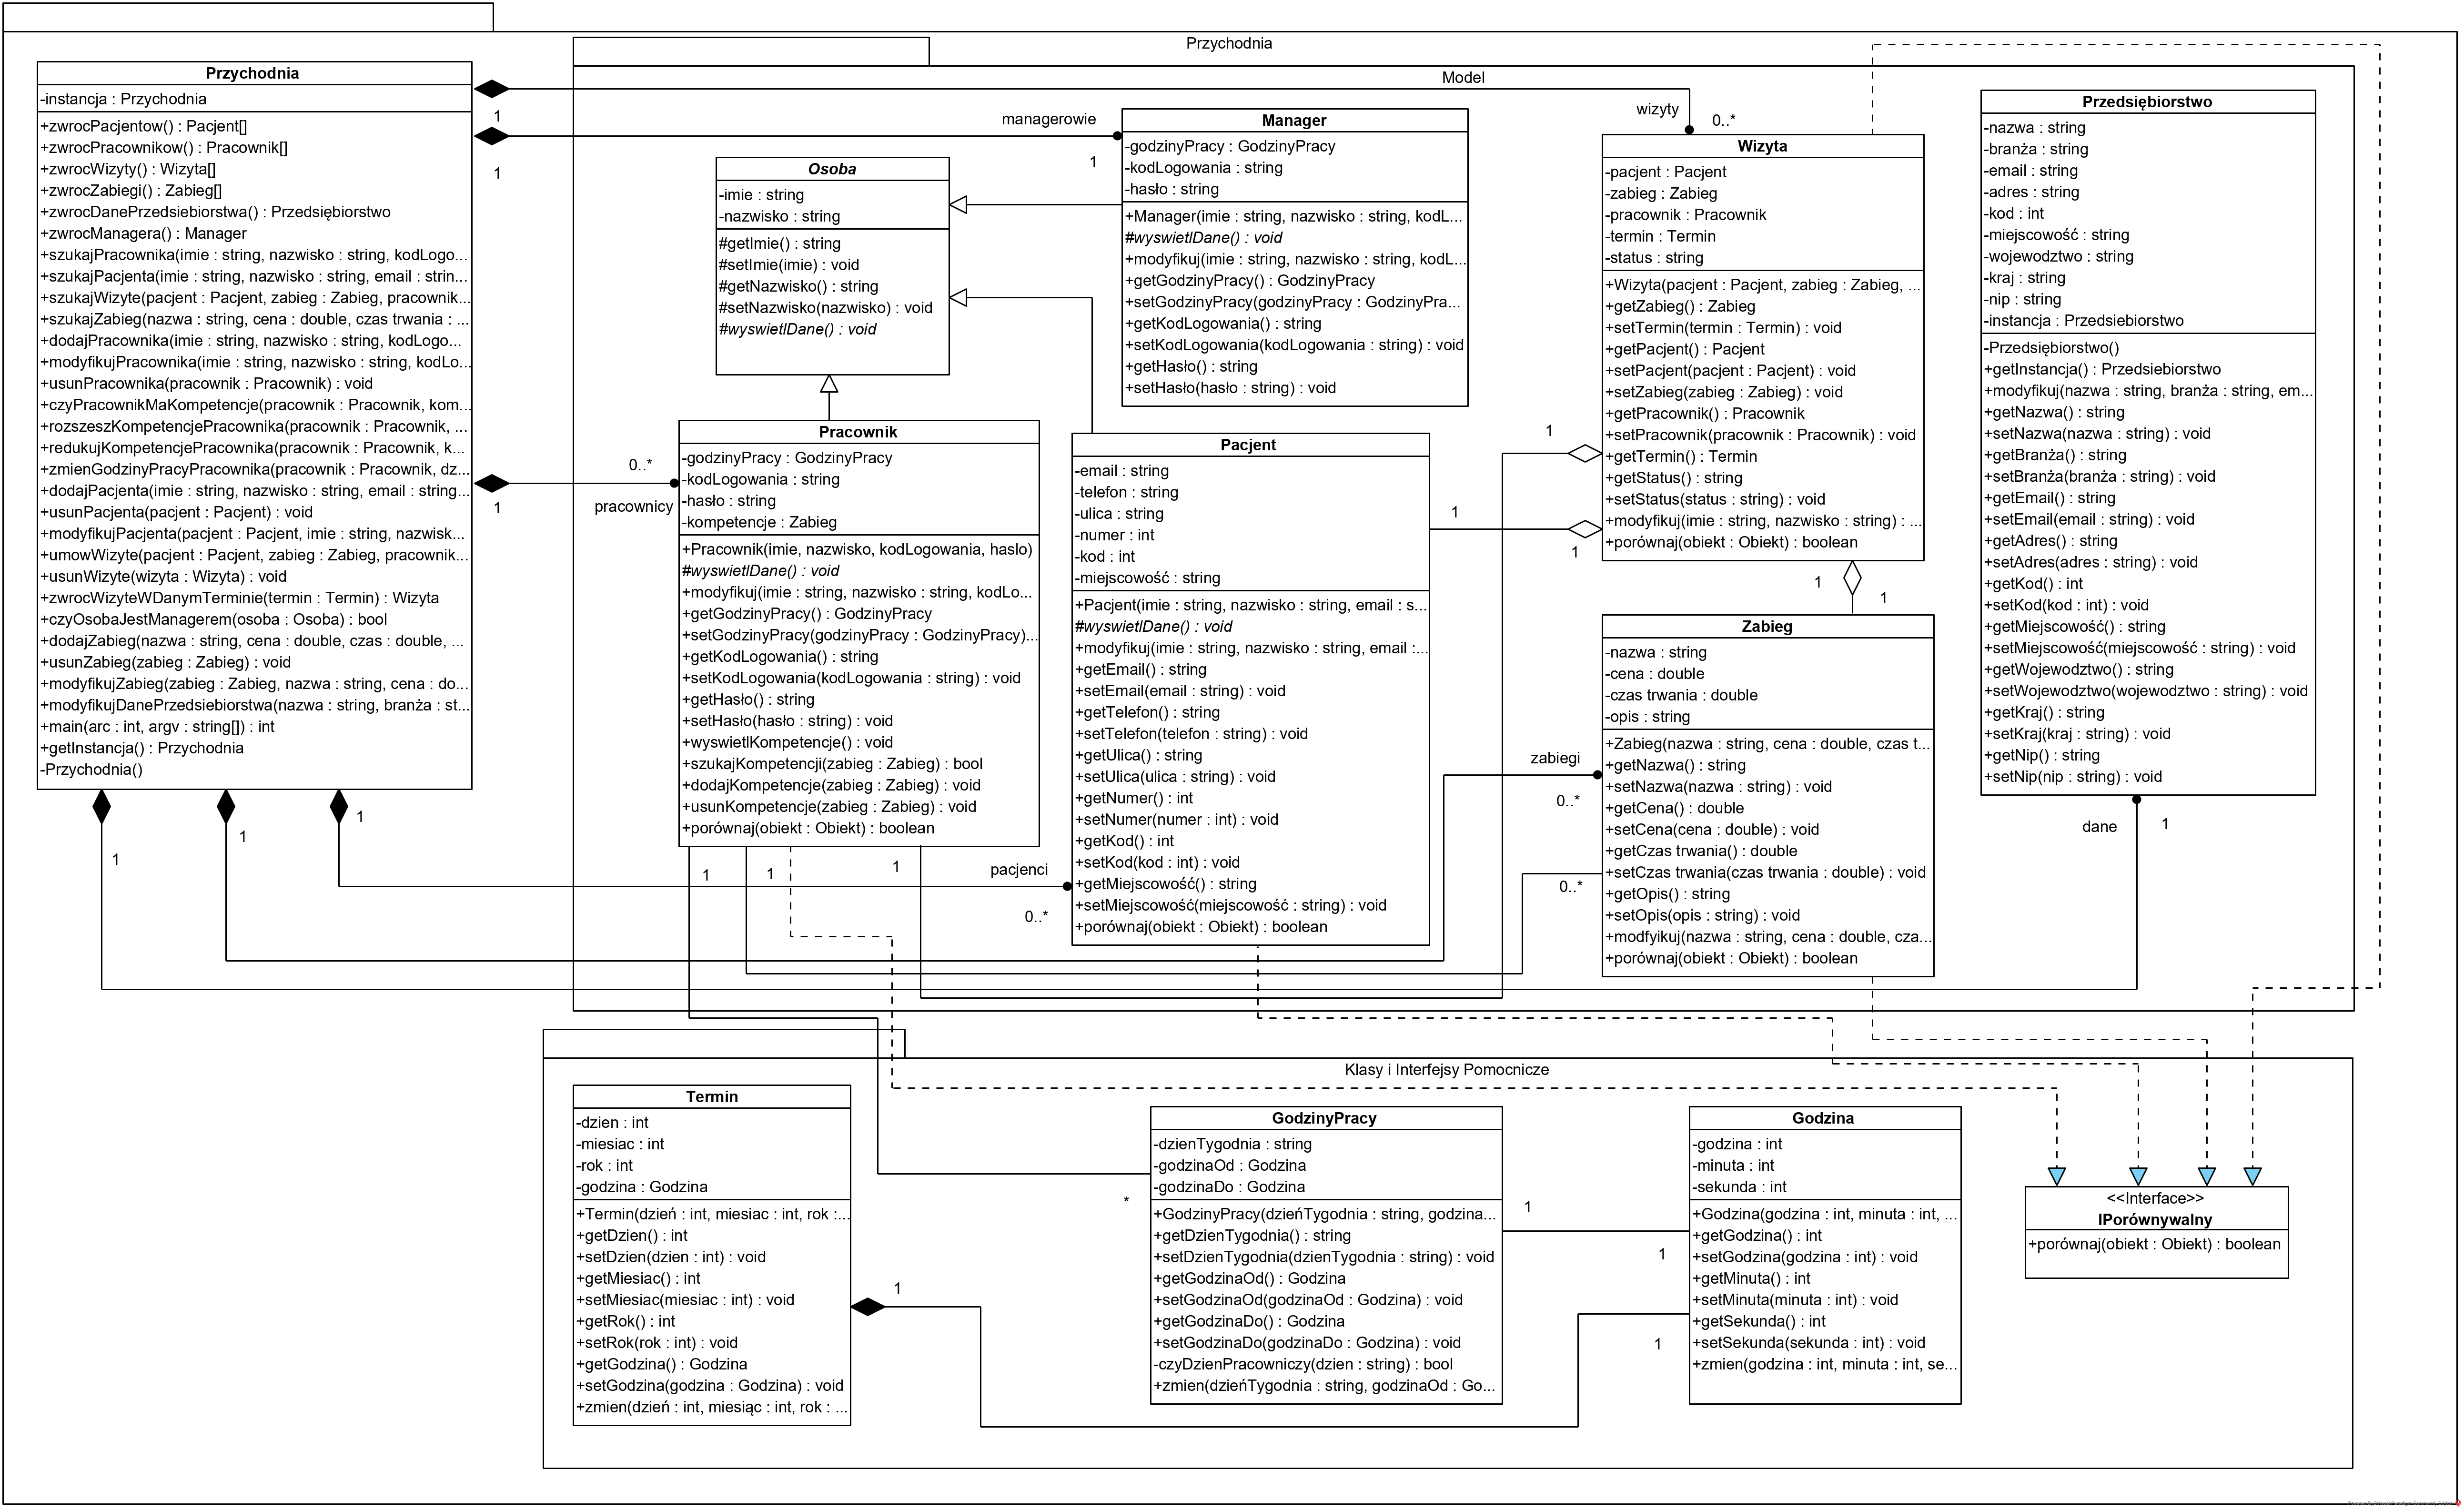 Przychodnia
Model
Przychodnia
-instancja : Przychodnia
+zwrocPacjentow() : Pacjent[]
+zwrocPracownikow() : Pracownik[]
+zwrocWizyty() : Wizyta[]
+zwrocZabiegi() : Zabieg[]
+zwrocDanePrzedsiebiorstwa() : Przedsiębiorstwo
+zwrocManagera() : Manager
+szukajPracownika(imie : string, nazwisko : string, kodLogo...
+szukajPacjenta(imie : string, nazwisko : string, email : strin...
+szukajWizyte(pacjent : Pacjent, zabieg : Zabieg, pracownik...
+szukajZabieg(nazwa : string, cena : double, czas trwania : ...
+dodajPracownika(imie : string, nazwisko : string, kodLogo...
+modyfikujPracownika(imie : string, nazwisko : string, kodLo...
+usunPracownika(pracownik : Pracownik) : void
+czyPracownikMaKompetencje(pracownik : Pracownik, kom...
+rozszeszKompetencjePracownika(pracownik : Pracownik, ...
+redukujKompetencjePracownika(pracownik : Pracownik, k...
+zmienGodzinyPracyPracownika(pracownik : Pracownik, dz...
+dodajPacjenta(imie : string, nazwisko : string, email : string...
+usunPacjenta(pacjent : Pacjent) : void
+modyfikujPacjenta(pacjent : Pacjent, imie : string, nazwisk...
+umowWizyte(pacjent : Pacjent, zabieg : Zabieg, pracownik...
+usunWizyte(wizyta : Wizyta) : void
+zwrocWizyteWDanymTerminie(termin : Termin) : Wizyta
+czyOsobaJestManagerem(osoba : Osoba) : bool
+dodajZabieg(nazwa : string, cena : double, czas : double, ...
+usunZabieg(zabieg : Zabieg) : void
+modyfikujZabieg(zabieg : Zabieg, nazwa : string, cena : do...
+modyfikujDanePrzedsiebiorstwa(nazwa : string, branża : st...
+main(arc : int, argv : string[]) : int
+getInstancja() : Przychodnia
-Przychodnia()
1
1
1
1
1
1
managerowie
1
wizyty
0..*
0..*
pracownicy
pacjenci
0..*
zabiegi
0..*
dane
1
Osoba
-imie : string
-nazwisko : string
#getImie() : string
#setImie(imie) : void
#getNazwisko() : string
#setNazwisko(nazwisko) : void
#wyswietlDane() : void
Manager
-godzinyPracy : GodzinyPracy
-kodLogowania : string
-hasło : string
+Manager(imie : string, nazwisko : string, kodL...
#wyswietlDane() : void
+modyfikuj(imie : string, nazwisko : string, kodL...
+getGodzinyPracy() : GodzinyPracy
+setGodzinyPracy(godzinyPracy : GodzinyPra...
+getKodLogowania() : string
+setKodLogowania(kodLogowania : string) : void
+getHasło() : string
+setHasło(hasło : string) : void
Pracownik
-godzinyPracy : GodzinyPracy
-kodLogowania : string
-hasło : string
-kompetencje : Zabieg
+Pracownik(imie, nazwisko, kodLogowania, haslo)
#wyswietlDane() : void
+modyfikuj(imie : string, nazwisko : string, kodLo...
+getGodzinyPracy() : GodzinyPracy
+setGodzinyPracy(godzinyPracy : GodzinyPracy)...
+getKodLogowania() : string
+setKodLogowania(kodLogowania : string) : void
+getHasło() : string
+setHasło(hasło : string) : void
+wyswietlKompetencje() : void
+szukajKompetencji(zabieg : Zabieg) : bool
+dodajKompetencje(zabieg : Zabieg) : void
+usunKompetencje(zabieg : Zabieg) : void
+porównaj(obiekt : Obiekt) : boolean
1
1
1
Pacjent
-email : string
-telefon : string
-ulica : string
-numer : int
-kod : int
-miejscowość : string
+Pacjent(imie : string, nazwisko : string, email : s...
#wyswietlDane() : void
+modyfikuj(imie : string, nazwisko : string, email :...
+getEmail() : string
+setEmail(email : string) : void
+getTelefon() : string
+setTelefon(telefon : string) : void
+getUlica() : string
+setUlica(ulica : string) : void
+getNumer() : int
+setNumer(numer : int) : void
+getKod() : int
+setKod(kod : int) : void
+getMiejscowość() : string
+setMiejscowość(miejscowość : string) : void
+porównaj(obiekt : Obiekt) : boolean
1
1
1
Wizyta
-pacjent : Pacjent
-zabieg : Zabieg
-pracownik : Pracownik
-termin : Termin
-status : string
+Wizyta(pacjent : Pacjent, zabieg : Zabieg, ...
+getZabieg() : Zabieg
+setTermin(termin : Termin) : void
+getPacjent() : Pacjent
+setPacjent(pacjent : Pacjent) : void
+setZabieg(zabieg : Zabieg) : void
+getPracownik() : Pracownik
+setPracownik(pracownik : Pracownik) : void
+getTermin() : Termin
+getStatus() : string
+setStatus(status : string) : void
+modyfikuj(imie : string, nazwisko : string) : ...
+porównaj(obiekt : Obiekt) : boolean
1
1
Zabieg
-nazwa : string
-cena : double
-czas trwania : double
-opis : string
+Zabieg(nazwa : string, cena : double, czas t...
+getNazwa() : string
+setNazwa(nazwa : string) : void
+getCena() : double
+setCena(cena : double) : void
+getCzas trwania() : double
+setCzas trwania(czas trwania : double) : void
+getOpis() : string
+setOpis(opis : string) : void
+modfyikuj(nazwa : string, cena : double, cza...
+porównaj(obiekt : Obiekt) : boolean
0..*
Przedsiębiorstwo
-nazwa : string
-branża : string
-email : string
-adres : string
-kod : int
-miejscowość : string
-wojewodztwo : string
-kraj : string
-nip : string
-instancja : Przedsiebiorstwo
-Przedsiębiorstwo()
+getInstancja() : Przedsiebiorstwo
+modyfikuj(nazwa : string, branża : string, em...
+getNazwa() : string
+setNazwa(nazwa : string) : void
+getBranża() : string
+setBranża(branża : string) : void
+getEmail() : string
+setEmail(email : string) : void
+getAdres() : string
+setAdres(adres : string) : void
+getKod() : int
+setKod(kod : int) : void
+getMiejscowość() : string
+setMiejscowość(miejscowość : string) : void
+getWojewodztwo() : string
+setWojewodztwo(wojewodztwo : string) : void
+getKraj() : string
+setKraj(kraj : string) : void
+getNip() : string
+setNip(nip : string) : void
Klasy i Interfejsy Pomocnicze
Termin
-dzien : int
-miesiac : int
-rok : int
-godzina : Godzina
+Termin(dzień : int, miesiac : int, rok :...
+getDzien() : int
+setDzien(dzien : int) : void
+getMiesiac() : int
+setMiesiac(miesiac : int) : void
+getRok() : int
+setRok(rok : int) : void
+getGodzina() : Godzina
+setGodzina(godzina : Godzina) : void
+zmien(dzień : int, miesiąc : int, rok : ...
1
*
GodzinyPracy
-dzienTygodnia : string
-godzinaOd : Godzina
-godzinaDo : Godzina
+GodzinyPracy(dzieńTygodnia : string, godzina...
+getDzienTygodnia() : string
+setDzienTygodnia(dzienTygodnia : string) : void
+getGodzinaOd() : Godzina
+setGodzinaOd(godzinaOd : Godzina) : void
+getGodzinaDo() : Godzina
+setGodzinaDo(godzinaDo : Godzina) : void
-czyDzienPracowniczy(dzien : string) : bool
+zmien(dzieńTygodnia : string, godzinaOd : Go...
1
1
1
Godzina
-godzina : int
-minuta : int
-sekunda : int
+Godzina(godzina : int, minuta : int, ...
+getGodzina() : int
+setGodzina(godzina : int) : void
+getMinuta() : int
+setMinuta(minuta : int) : void
+getSekunda() : int
+setSekunda(sekunda : int) : void
+zmien(godzina : int, minuta : int, se...
<<Interface>>
IPorównywalny
+porównaj(obiekt : Obiekt) : boolean